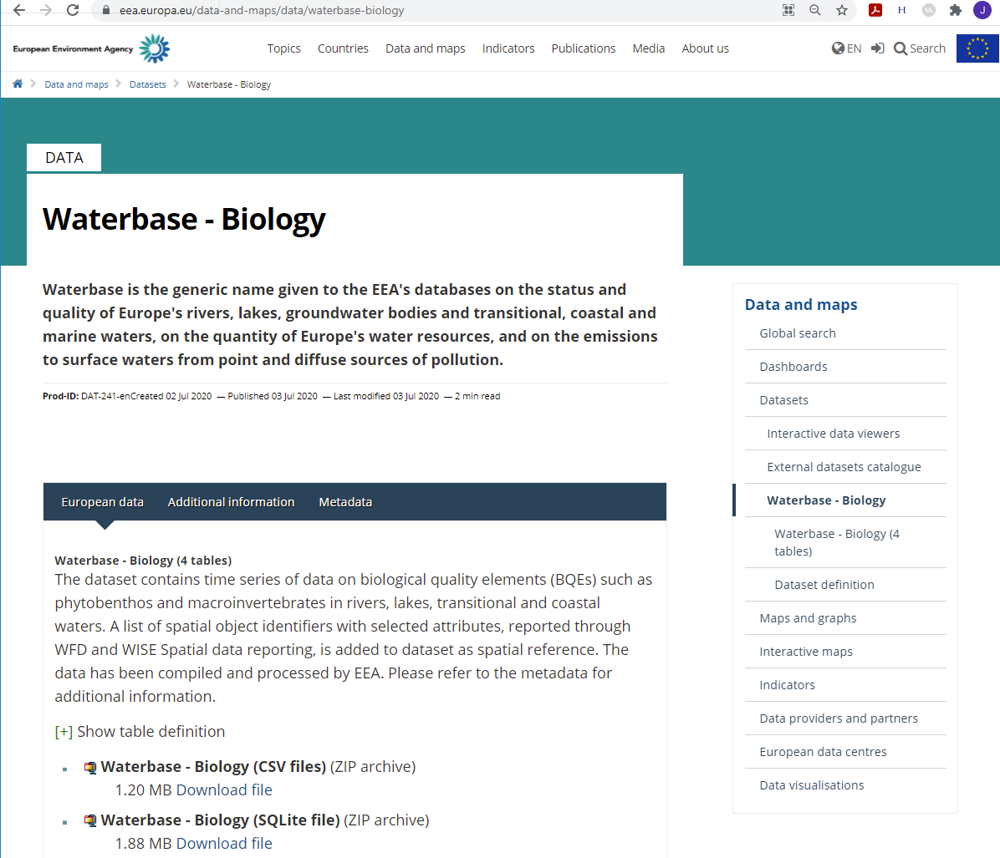 eea.europa.eu/data-and-maps/data/waterbase-biology
H
J
European Environment Agency
Topics Countries Data and maps Indicators Publications Media About us
EN Search
Data and maps Datasets Waterbase - Biology
DATA
Waterbase - Biology
Waterbase is the generic name given to the EEA's databases on the status and
quality of Europe's rivers, lakes, groundwater bodies and transitional, coastal and
marine waters, on the quantity of Europe's water resources, and on the emissions
to surface waters from point and diffuse sources of pollution.
Prod-ID: DAT-241-enCreated 02 Jul 2020 — Published 03 Jul 2020 — Last modified 03 Jul 2020 — 2 min read
European data Additional information Metadata
Waterbase - Biology (4 tables)
The dataset contains time series of data on biological quality elements (BQEs) such as
phytobenthos and macroinvertebrates in rivers, lakes, transitional and coastal
waters. A list of spatial object identifiers with selected attributes, reported through
WFD and WISE Spatial data reporting, is added to dataset as spatial reference. The
data has been compiled and processed by EEA. Please refer to the metadata for
additional information.
[+] Show table definition
Waterbase - Biology (CSV files) (ZIP archive)
1.20 MB Download file
Waterbase - Biology (SQLite file) (ZIP archive)
1.88 MB Download file
Data and maps
Global search
Dashboards
Datasets
Interactive data viewers
External datasets catalogue
Waterbase - Biology
Waterbase - Biology (4
tables)
Dataset definition
Maps and graphs
Interactive maps
Indicators
Data providers and partners
European data centres
Data visualisations